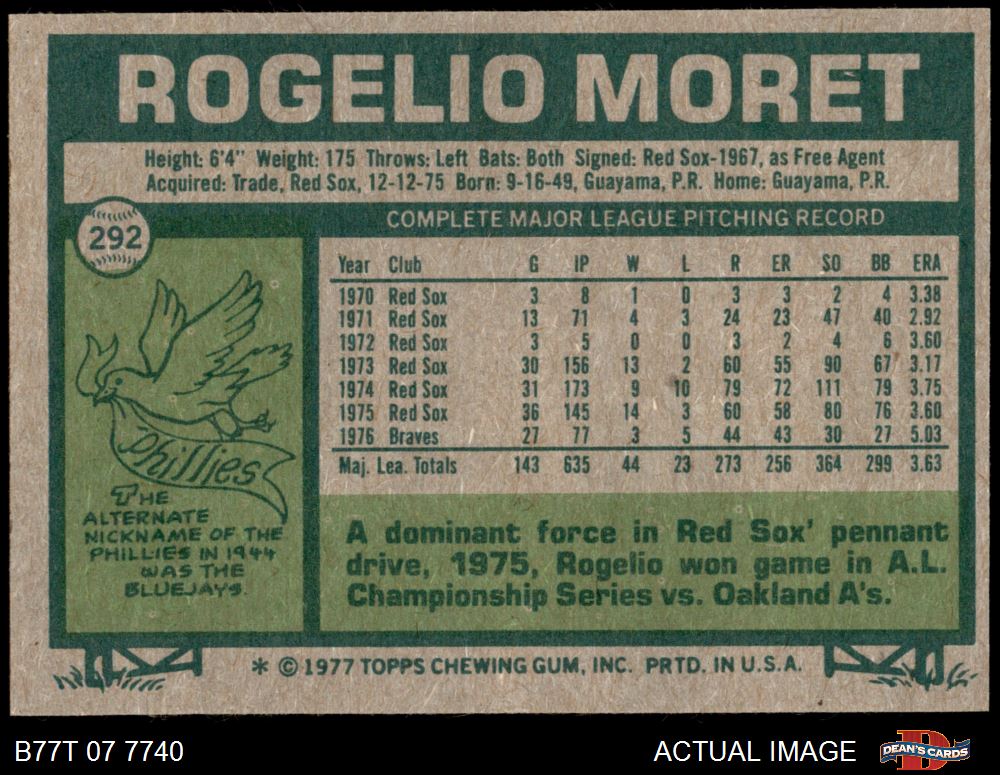 ROGELIO MORET
Height: 6'4" Weight: 175 Throws: Left Bats: Both Signed: Red Sox-1967, as Free Agent
Acquired: Trade, Red Sox, 12-12-75 Born: 9-16-49, Guayama, P.R. Home: Guayama, P.R.
292
COMPLETE MAJOR LEAGUE PITCHING RECORD
Year Club G IP W L R ER SO BB ERA
1970 Red Sox 3 8 1 0 3 3 2 4 3.38
1971 Red Sox 13 71 4 3 24 23 47 40 2.92
1972 Red Sox 3 5 0 0 3 2 4 6 3.60
1973 Red Sox 30 156 13 2 60 55 90 67 3.17
1974 Red Sox 31 173 9 10 79 72 111 79 3.75
1975 Red Sox 36 145 14 3 60 58 80 76 3.60
1976 Braves 27 77 3 5 44 43 30 27 5.03
Maj. Lea. Totals 143 635 44 23 273 256 364 299 3.63
Phillies
THE
ALTERNATE
NICKNAME OF THE
PHILLIES IN 1944
WAS THE
BLUEJAYS.
A dominant force in Red Sox' pennant
drive, 1975, Rogelio won game in A.L.
Championship Series vs. Oakland A's.
* © 1977 TOPPS CHEWING GUM, INC. PRTD. IN U.S.A.
B77T 07 7740
ACTUAL IMAGE
D
DEAN'S CARDS